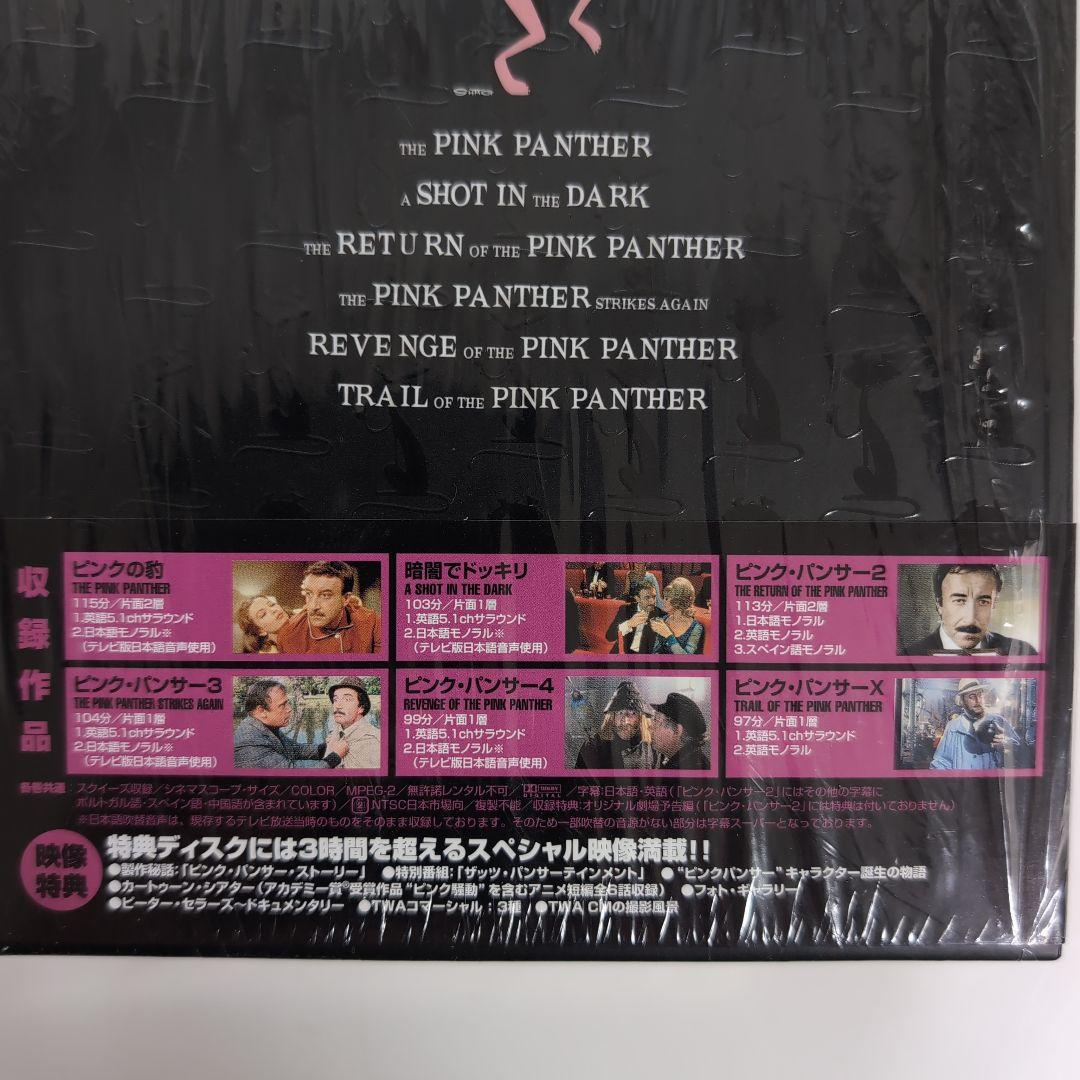 THE PINK PANTHER
A SHOT IN THE DARK
THE RETURN OF THE PINK PANTHER
THE PINK PANTHER STRIKES AGAIN
REVENGE OF THE PINK PANTHER
TRAIL OF THE PINK PANTHER
収録作品
ピンクの豹
THE PINK PANTHER
115分/片面2層
1.英語5.1chサラウンド
2.日本語モノラル※
(テレビ版日本語音声使用)
暗闇でドッキリ
A SHOT IN THE DARK
103分/片面1層
1.英語5.1chサラウンド
2.日本語モノラル※
(テレビ版日本語音声使用)
ピンク・パンサー2
THE RETURN OF THE PINK PANTHER
113分/片面2層
1.日本語モノラル
2.英語モノラル
3.スペイン語モノラル
ピンク・パンサー3
THE PINK PANTHER STRIKES AGAIN
104分/片面1層
1.英語5.1chサラウンド
2.日本語モノラル※
(テレビ版日本語音声使用)
ピンク・パンサー4
REVENGE OF THE PINK PANTHER
99分/片面1層
1.英語5.1chサラウンド
2.日本語モノラル※
(テレビ版日本語音声使用)
ピンク・パンサーX
TRAIL OF THE PINK PANTHER
97分/片面1層
1.英語5.1chサラウンド
2.英語モノラル
各巻共通:スクイーズ収録/シネマスコープ・サイズ/COLOR/MPEG-2/無許諾レンタル不可/DOLBY DIGITAL/字幕:日本語・英語(「ピンク・パンサー2」にはその他の字幕に
ポルトガル語・スペイン語・中国語が含まれています)/2 NTSC日本市場向/複製不能/収録特典:オリジナル劇場予告編(「ピンク・パンサー2」には特典は付いておりません)
※日本語吹替音声は、現存するテレビ放送当時のものをそのまま収録しております。そのため一部吹替の音源がない部分は字幕スーパーとなっております。
映像特典
特典ディスクには3時間を超えるスペシャル映像満載!!
●製作秘話:「ピンク・パンサー・ストーリー」 ●特別番組:「ザッツ・パンサーテインメント」 ●"ピンクパンサー"キャラクター誕生の物語
●カートゥーン・シアター(アカデミー賞®受賞作品"ピンク騒動"を含むアニメ短編全6話収録) ●フォト・ギャラリー
●ピーター・セラーズ〜ドキュメンタリー ●TWAコマーシャル:3種 ●TWA CMの撮影風景